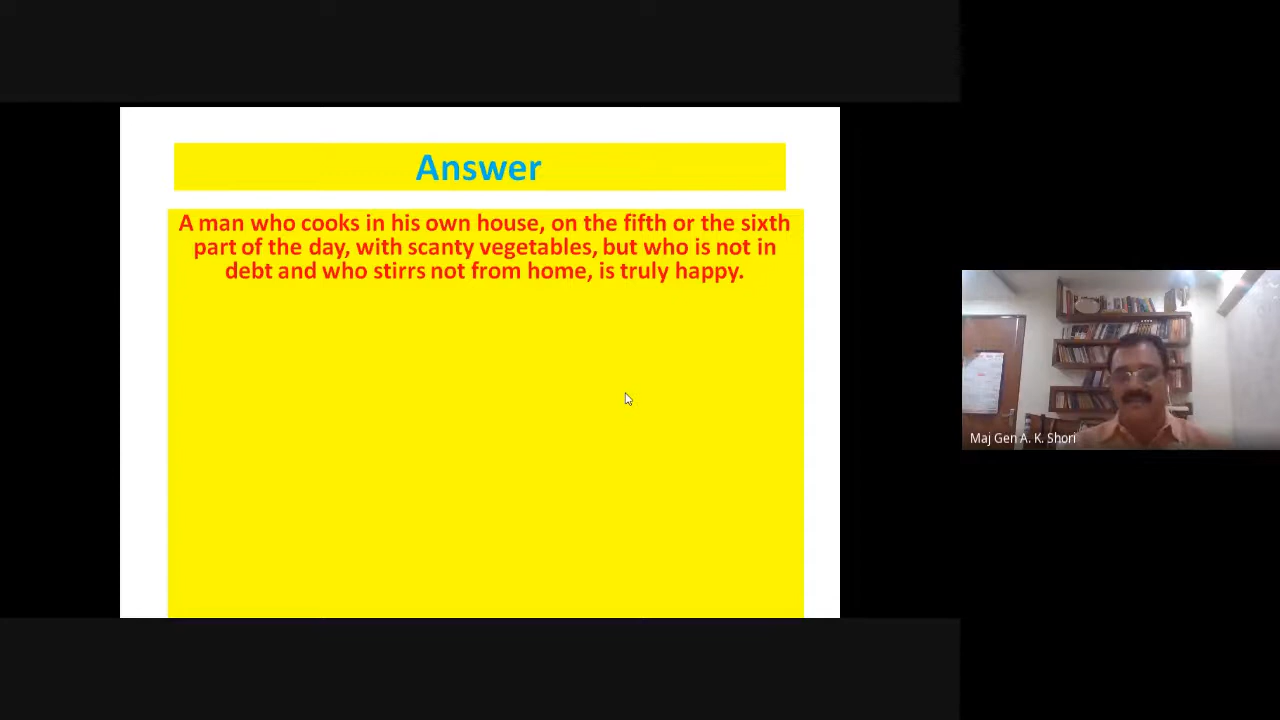 Answer
A man who cooks in his own house, on the fifth or the sixth
part of the day, with scanty vegetables, but who is not in
debt and who stirrs not from home, is truly happy.
Maj Gen A. K. Shori